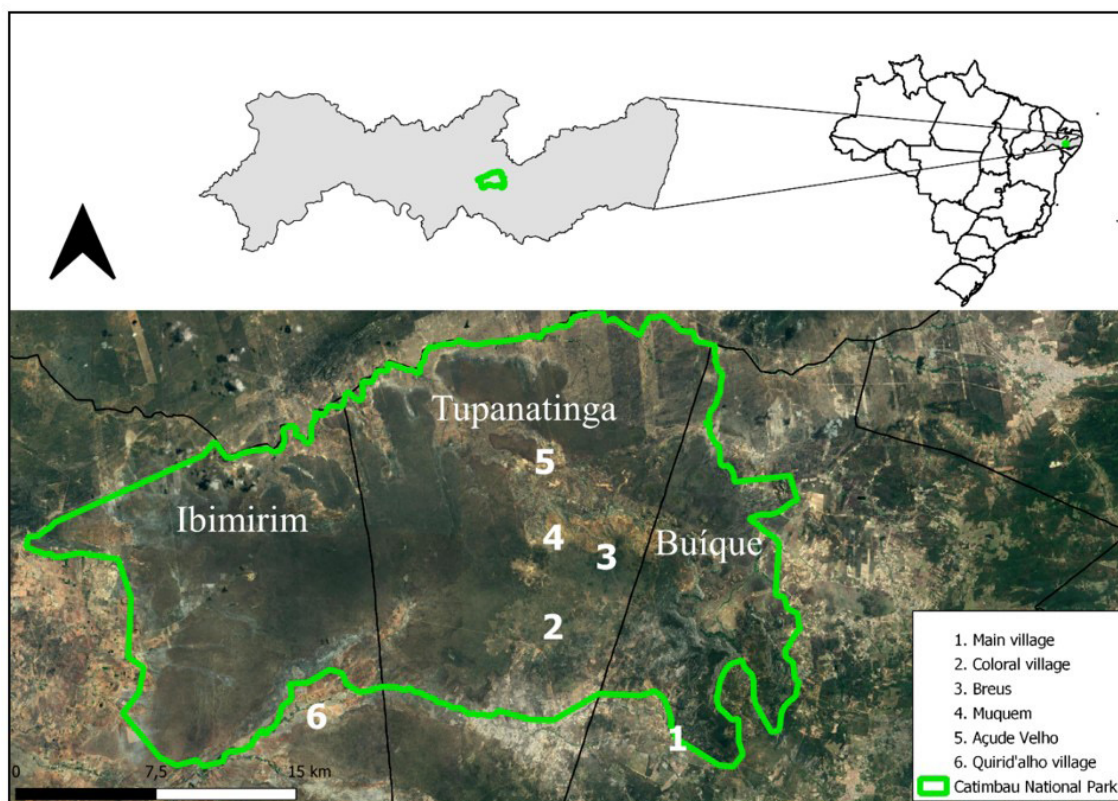 Tupanatinga
5
Ibimirim
4
3
Buíque
2
6
1
0
7,5
15 km
1. Main village
2. Coloral village
3. Breus
4. Muquem
5. Açude Velho
6. Quirid'alho village
Catimbau National Park